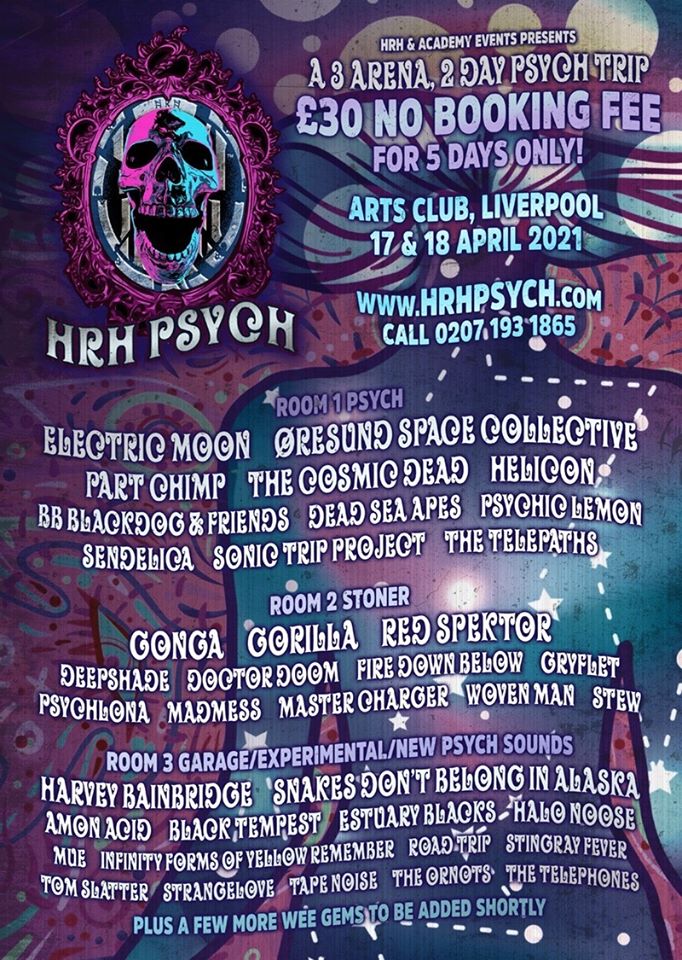 HRH & ACADEMY EVENTS PRESENTS
A 3 ARENA, 2 DAY PSYCH TRIP
£30 NO BOOKING FEE
FOR 5 DAYS ONLY!
ARTS CLUB, LIVERPOOL
17 & 18 APRIL 2021
WWW.HRHPSYCH.COM
CALL 0207 193 1865
HRH
HRH PSYCH
ROOM 1 PSYCH
ELECTRIC MOON ØRESUND SPACE COLLECTIVE
PART CHIMP THE COSMIC DEAD HELICON
BB BLACKDOG & FRIENDS DEAD SEA APES PSYCHIC LEMON
SENDELICA SONIC TRIP PROJECT THE TELEPATHS
ROOM 2 STONER
GONGA GORILLA RED SPEKTOR
DEEPSHADE DOCTOR DOOM FIRE DOWN BELOW GRYFLET
PSYCHLONA MADMESS MASTER CHARGER WOVEN MAN STEW
ROOM 3 GARAGE/EXPERIMENTAL/NEW PSYCH SOUNDS
HARVEY BAINBRIDGE SNAKES DON'T BELONG IN ALASKA
AMON ACID BLACK TEMPEST ESTUARY BLACKS HALO NOOSE
MUE INFINITY FORMS OF YELLOW REMEMBER ROAD TRIP STINGRAY FEVER
TOM SLATTER STRANGELOVE TAPE NOISE THE ORNOTS THE TELEPHONES
PLUS A FEW MORE WEE GEMS TO BE ADDED SHORTLY